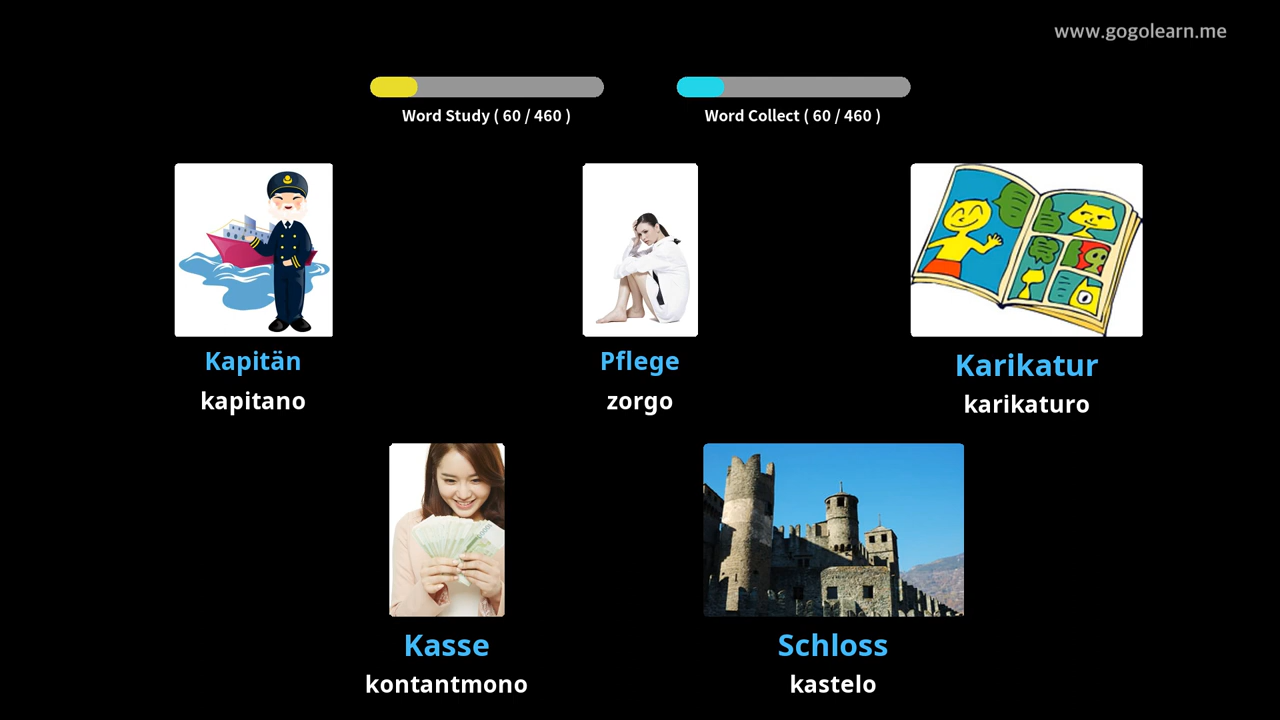 www.gogolearn.me
Word Study ( 60 / 460 )
Word Collect ( 60 / 460 )
Kapitän
kapitano
Pflege
zorgo
Karikatur
karikaturo
Kasse
kontantmono
Schloss
kastelo